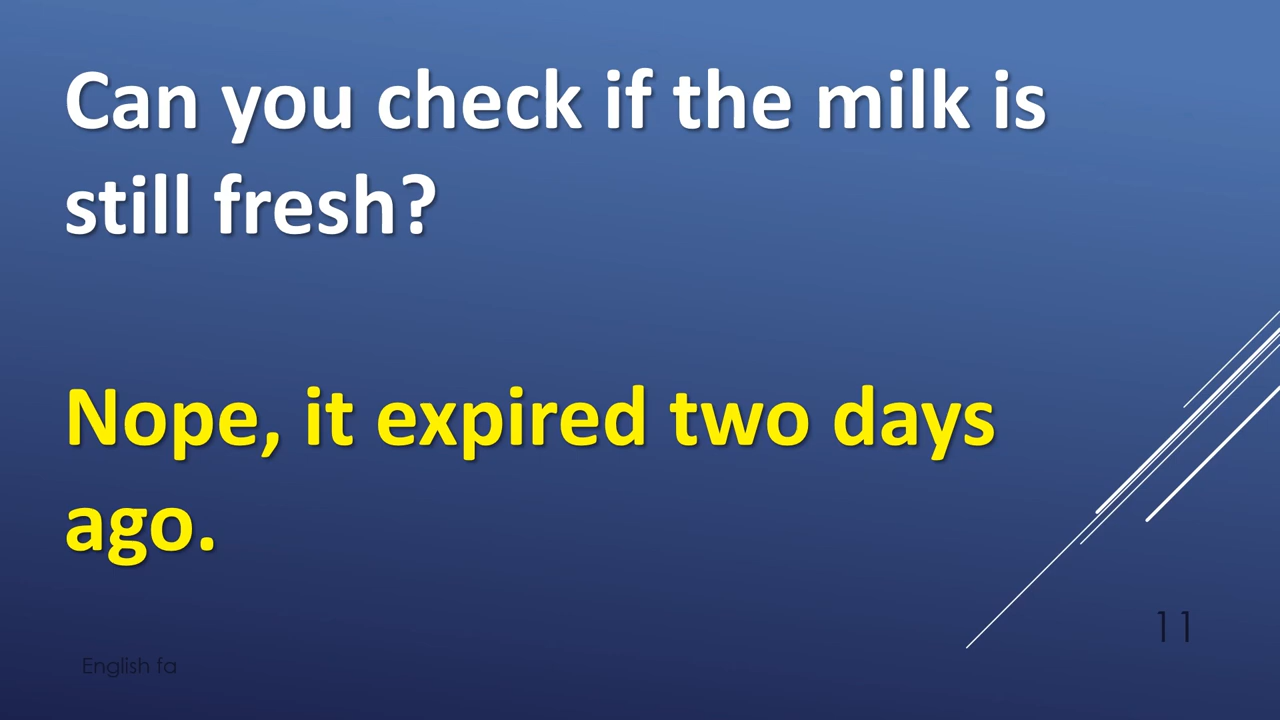 Can you check if the milk is
still fresh?
Nope, it expired two days
ago.
11
English fa